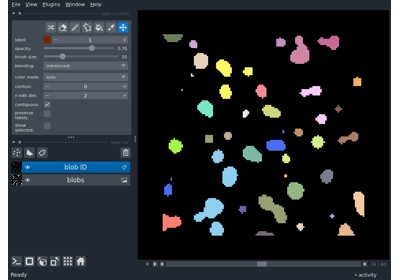 File View Plugins Window Help
label:
1
opacity:
0.70
brush size:
10
blending:
translucent
color mode:
auto
contour:
0
n edit dim:
2
contiguous:
preserve
labels:
show
selected:
blob ID
blobs
0
Ready
activity